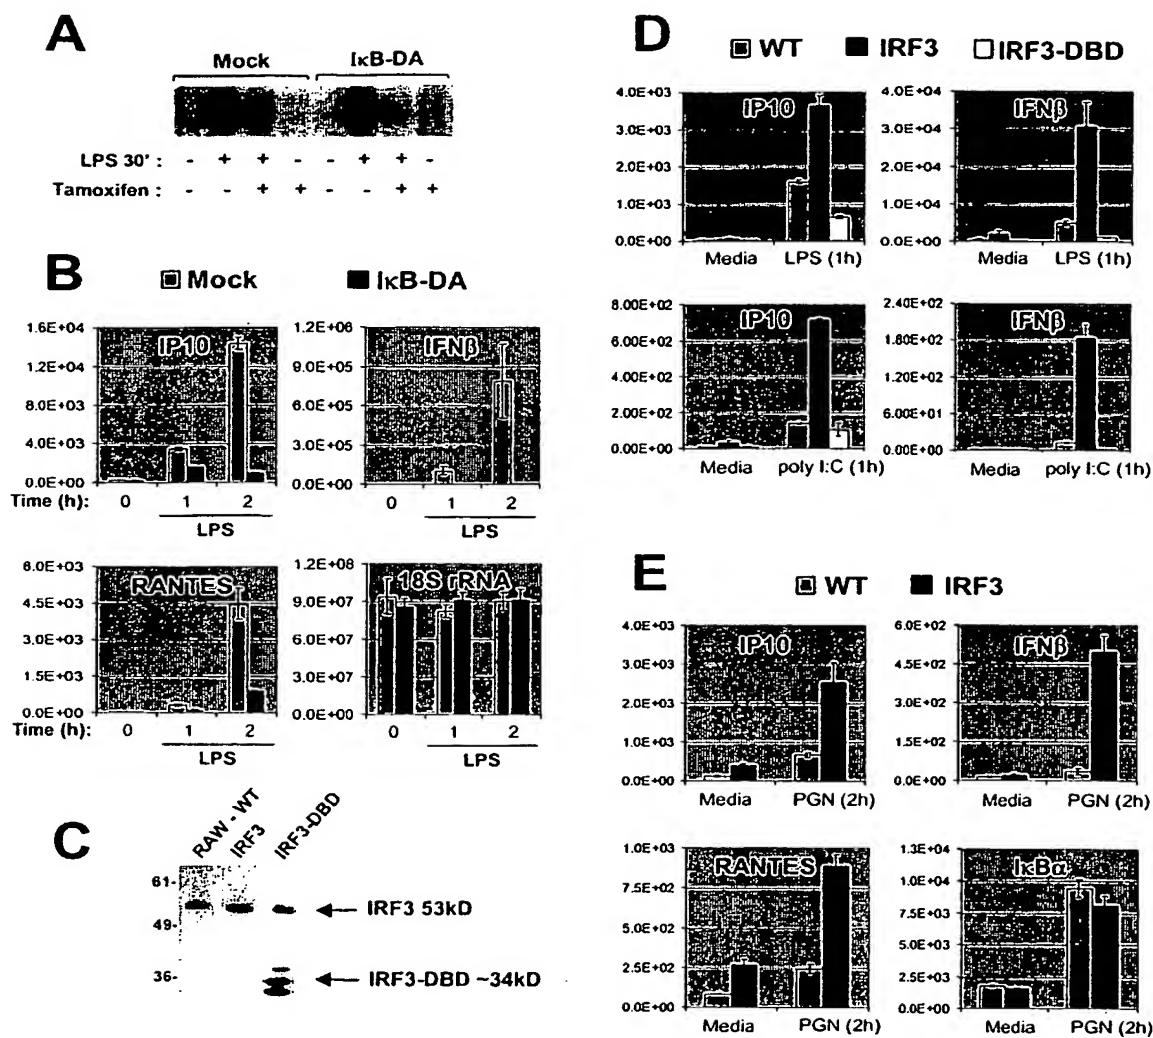 A
Mock IκB-DA
LPS 30' : - + + - - + + -
Tamoxifen : - - + + - - + +
B
Mock IκB-DA
IP10
1.6E+04
1.2E+04
8.0E+03
4.0E+03
0.0E+00
IFNβ
1.2E+06
9.0E+05
6.0E+05
3.0E+05
0.0E+00
Time (h): 0 1 2 0 1 2
LPS LPS
RANTES
6.0E+03
4.5E+03
3.0E+03
1.5E+03
0.0E+00
18S rRNA
1.2E+08
9.0E+07
6.0E+07
3.0E+07
0.0E+00
Time (h): 0 1 2 0 1 2
LPS LPS
C
RAW - WT
IRF3
IRF3-DBD
61-
49-
36-
IRF3 53kD
IRF3-DBD ~34kD
D
WT IRF3 IRF3-DBD
IP10
4.0E+03
3.0E+03
2.0E+03
1.0E+03
0.0E+00
Media LPS (1h)
IFNβ
4.0E+04
3.0E+04
2.0E+04
1.0E+04
0.0E+00
Media LPS (1h)
IP10
8.00E+02
6.00E+02
4.00E+02
2.00E+02
0.00E+00
Media poly I:C (1h)
IFNβ
2.40E+02
1.80E+02
1.20E+02
6.00E+01
0.00E+00
Media poly I:C (1h)
E
WT IRF3
IP10
4.0E+03
3.0E+03
2.0E+03
1.0E+03
0.0E+00
Media PGN (2h)
IFNβ
6.0E+02
4.5E+02
3.0E+02
1.5E+02
0.0E+00
Media PGN (2h)
RANTES
1.0E+03
7.5E+02
5.0E+02
2.5E+02
0.0E+00
Media PGN (2h)
IκBα
1.3E+04
1.0E+04
7.5E+03
5.0E+03
2.5E+03
0.0E+00
Media PGN (2h)